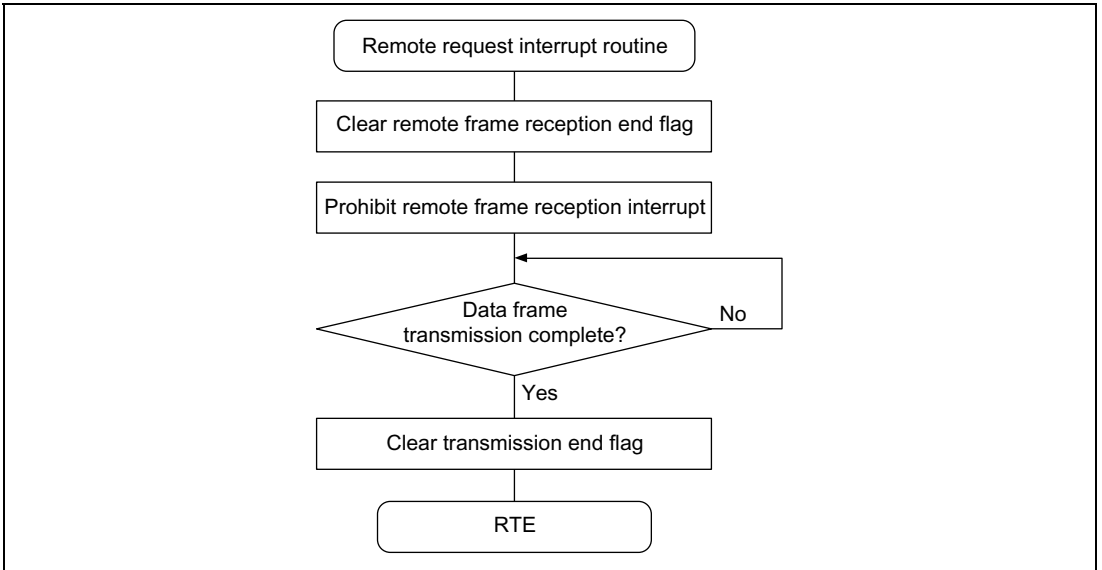 Remote request interrupt routine
Clear remote frame reception end flag
Prohibit remote frame reception interrupt
Data frame
transmission complete?
No
Yes
Clear transmission end flag
RTE